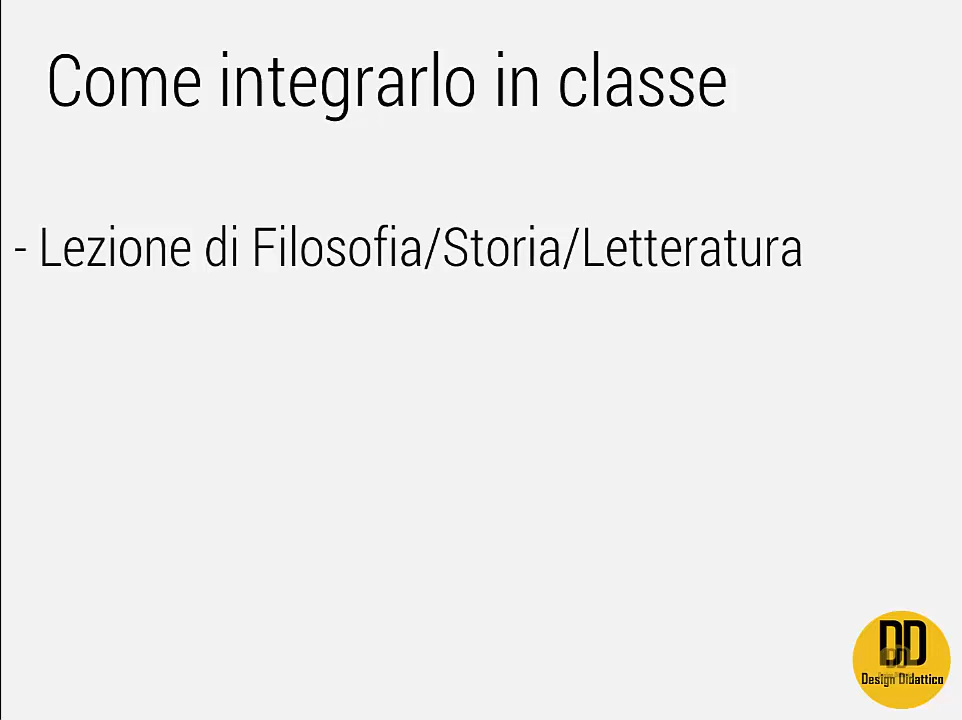 Come integrarlo in classe
- Lezione di Filosofia/Storia/Letteratura
DD
Design Didattico